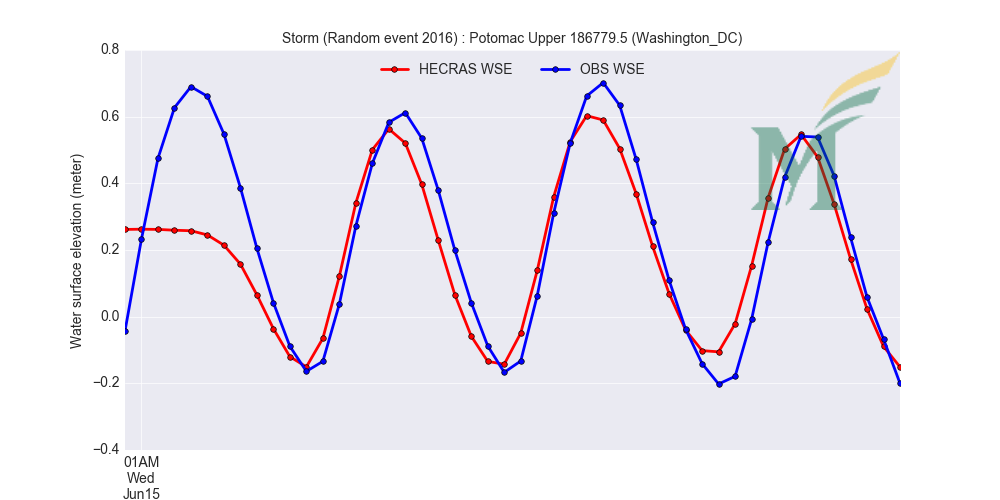 Storm (Random event 2016) : Potomac Upper 186779.5 (Washington_DC)
HECRAS WSE OBS WSE
Water surface elevation (meter)
0.8
0.6
0.4
0.2
0.0
−0.2
−0.4
01AM
Wed
Jun15
M